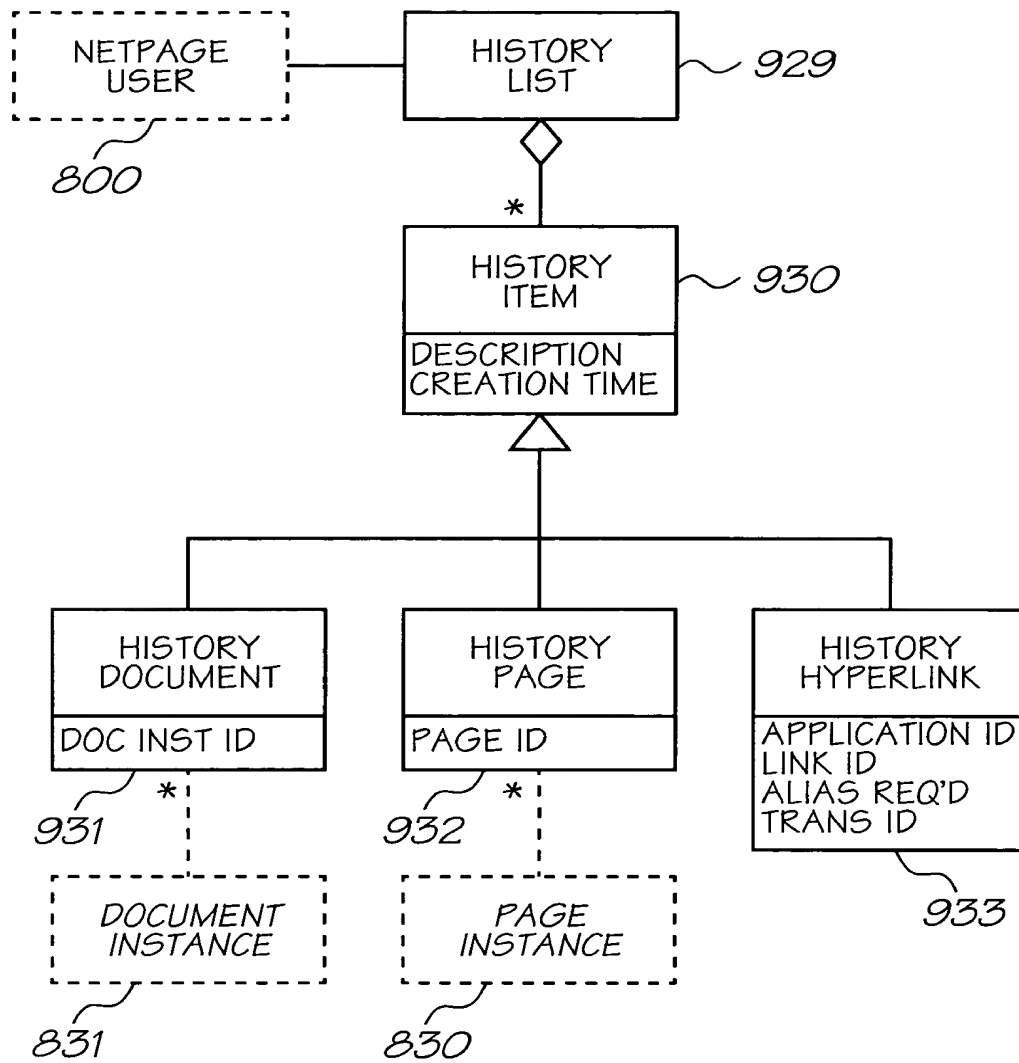 NETPAGE
USER
800
HISTORY
LIST
929
*
HISTORY
ITEM
930
DESCRIPTION
CREATION TIME
HISTORY
DOCUMENT
DOC INST ID
931
*
HISTORY
PAGE
PAGE ID
932
*
HISTORY
HYPERLINK
APPLICATION ID
LINK ID
ALIAS REQ'D
TRANS ID
933
DOCUMENT
INSTANCE
831
PAGE
INSTANCE
830